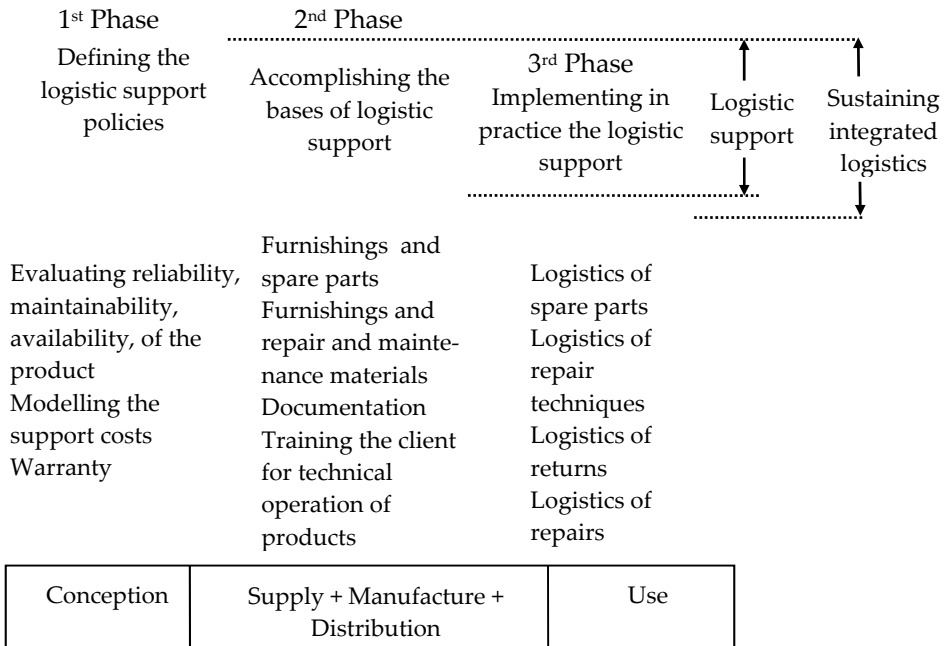 1st Phase
Defining the
logistic support
policies
2nd Phase
Accomplishing the
bases of logistic
support
3rd Phase
Implementing in
practice the logistic
support
Logistic
support
Sustaining
integrated
logistics
Evaluating reliability,
maintainability,
availability, of the
product
Modelling the
support costs
Warranty
Furnishings and
spare parts
Furnishings and
repair and mainte-
nance materials
Documentation
Training the client
for technical
operation of
products
Logistics of
spare parts
Logistics of
repair
techniques
Logistics of
returns
Logistics of
repairs
Conception
Supply + Manufacture +
Distribution
Use